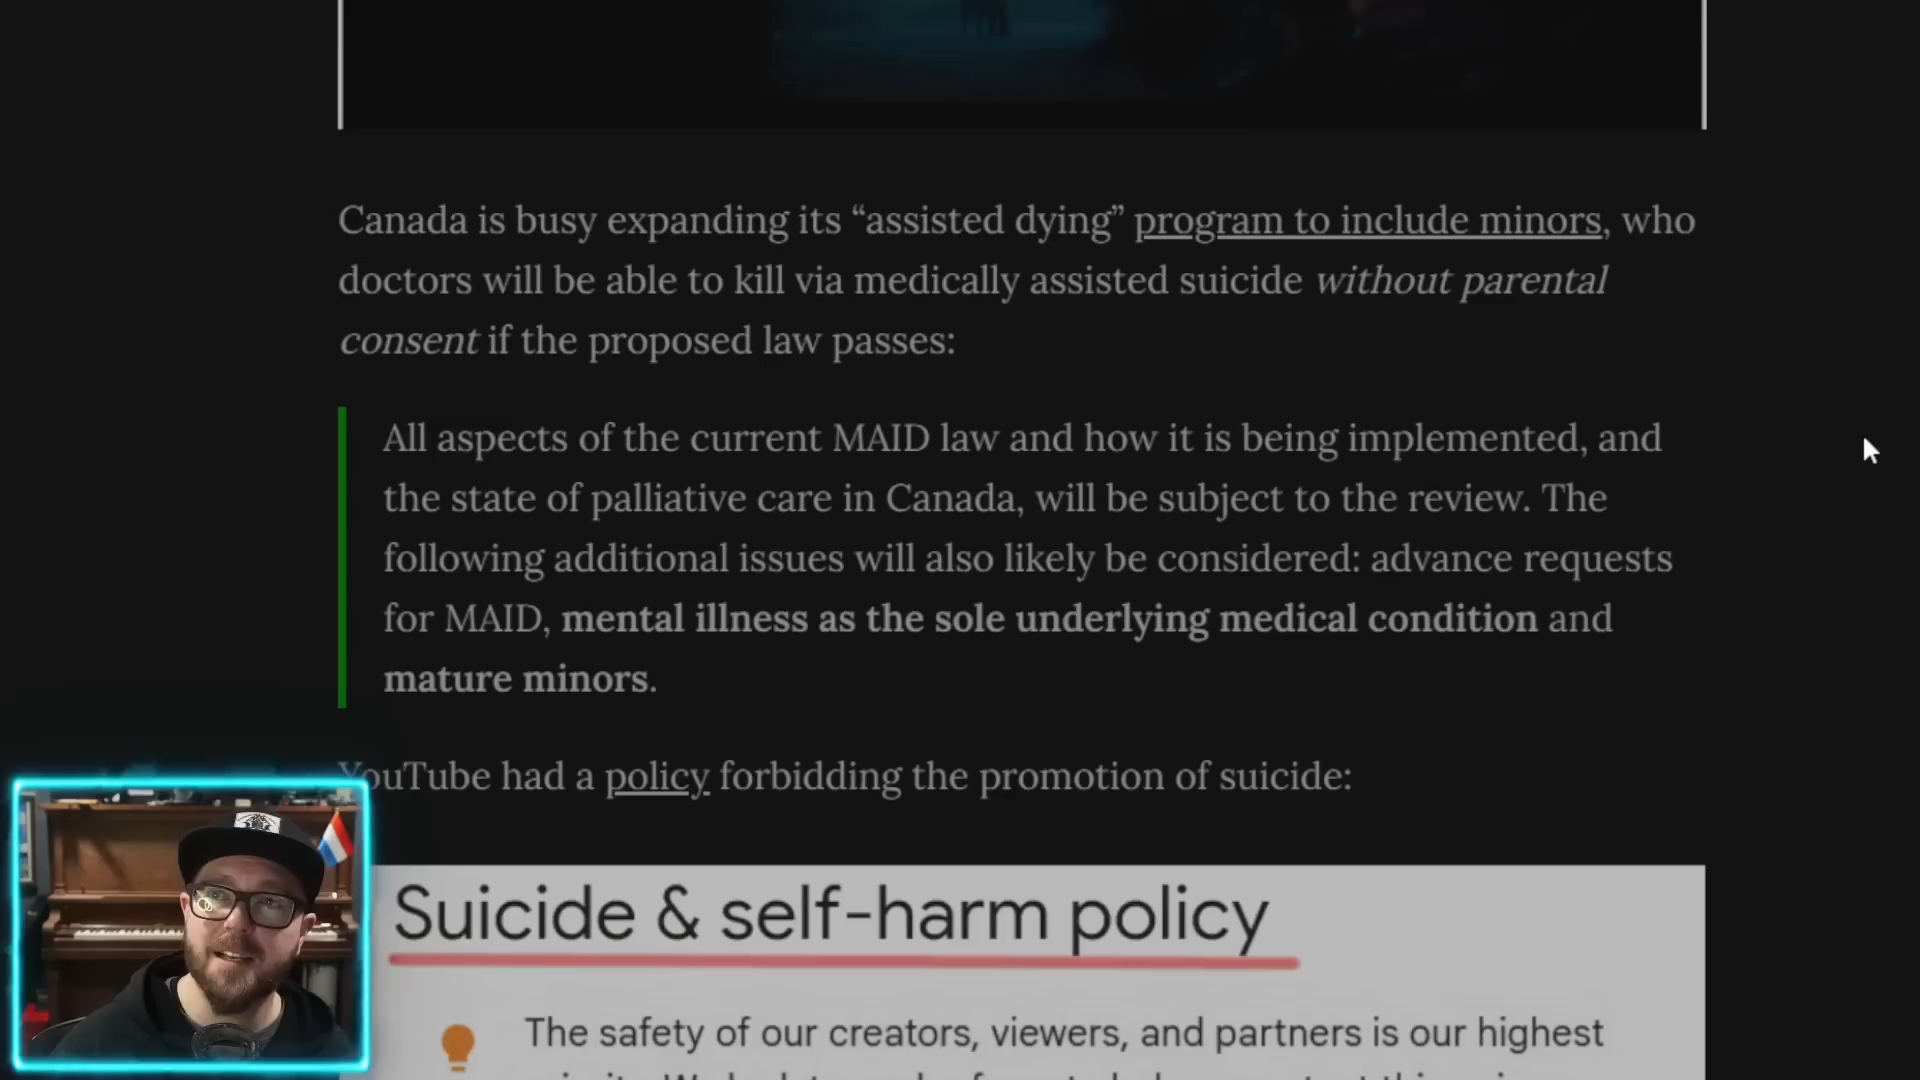 Canada is busy expanding its “assisted dying” program to include minors, who
doctors will be able to kill via medically assisted suicide without parental
consent if the proposed law passes:
All aspects of the current MAID law and how it is being implemented, and
the state of palliative care in Canada, will be subject to the review. The
following additional issues will also likely be considered: advance requests
for MAID, mental illness as the sole underlying medical condition and
mature minors.
YouTube had a policy forbidding the promotion of suicide:
Suicide & self-harm policy
The safety of our creators, viewers, and partners is our highest